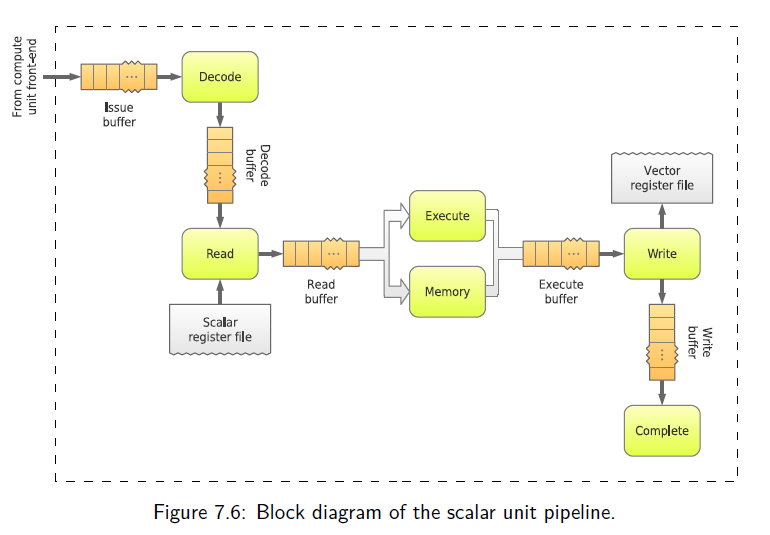 From compute
unit front-end
Issue
buffer
Decode
Decode
buffer
Read
Scalar
register file
Read
buffer
Execute
Memory
Execute
buffer
Vector
register file
Write
Write
buffer
Complete
Figure 7.6: Block diagram of the scalar unit pipeline.